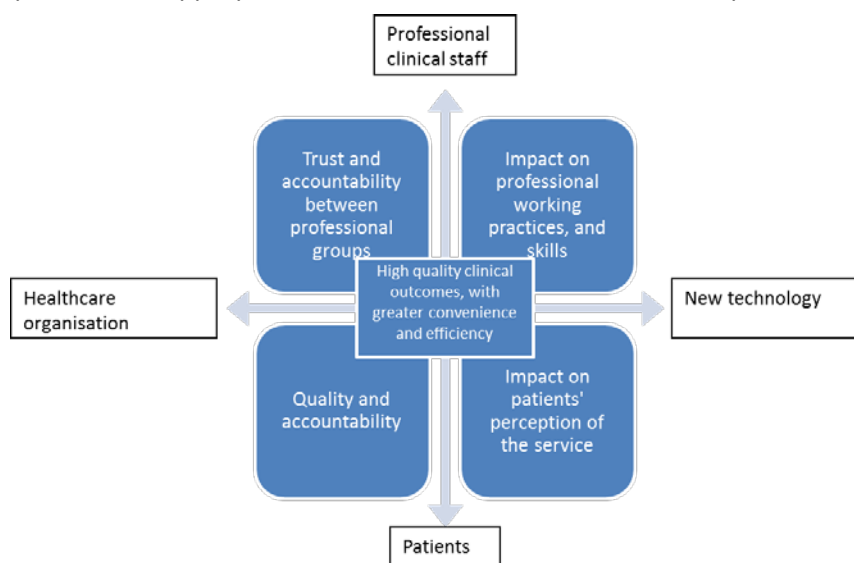 Professional
clinical staff
Trust and
accountability
between
professional
groups
Impact on
professional
working
practices, and
skills
High quality clinical
outcomes, with
greater convenience
and efficiency
Healthcare
organisation
New technology
Quality and
accountability
Impact on
patients'
perception of
the service
Patients